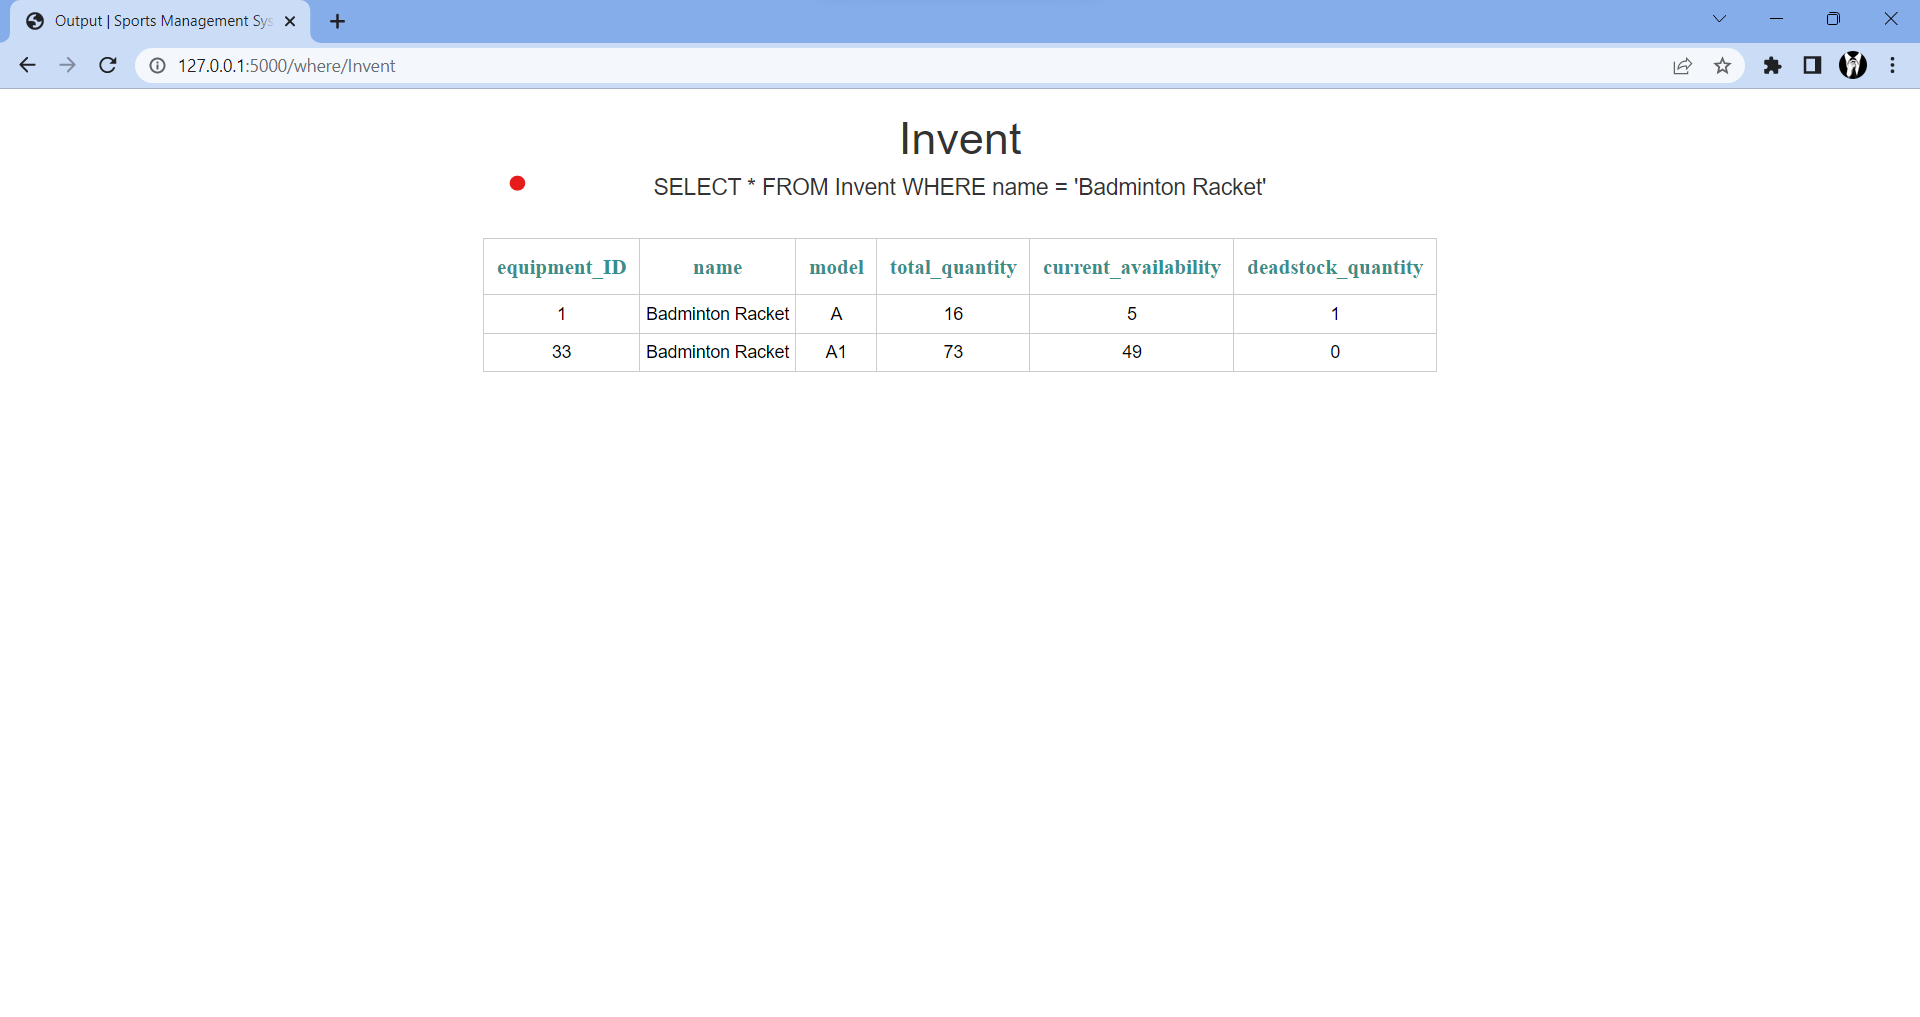 Output | Sports Management Sys
127.0.0.1:5000/where/Invent
Invent
SELECT * FROM Invent WHERE name = 'Badminton Racket'
equipment_ID name model total_quantity current_availability deadstock_quantity
1 Badminton Racket A 16 5 1
33 Badminton Racket A1 73 49 0